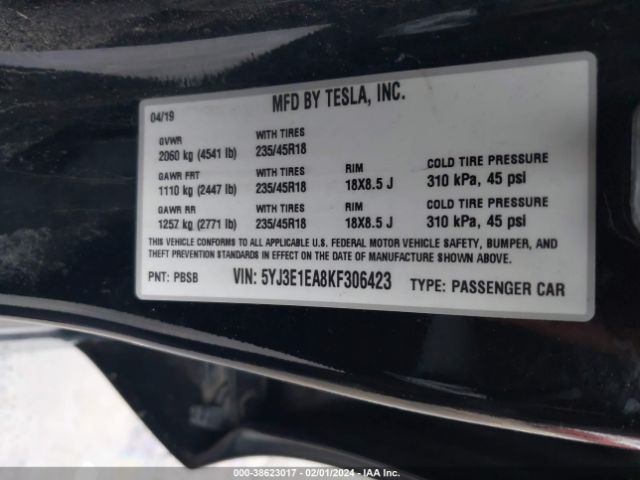 MFD BY TESLA, INC.
04/19
GVWR WITH TIRES
2060 kg (4541 lb) 235/45R18
GAWR FRT WITH TIRES RIM COLD TIRE PRESSURE
1110 kg (2447 lb) 235/45R18 18X8.5 J 310 kPa, 45 psi
GAWR RR WITH TIRES RIM COLD TIRE PRESSURE
1257 kg (2771 lb) 235/45R18 18X8.5 J 310 kPa, 45 psi
THIS VEHICLE CONFORMS TO ALL APPLICABLE U.S. FEDERAL MOTOR VEHICLE SAFETY, BUMPER, AND
THEFT PREVENTION STANDARDS IN EFFECT ON THE DATE OF MANUFACTURE SHOWN ABOVE.
PNT: PBSB VIN: 5YJ3E1EA8KF306423 TYPE: PASSENGER CAR
000-38623017 - 02/01/2024 - IAA Inc.